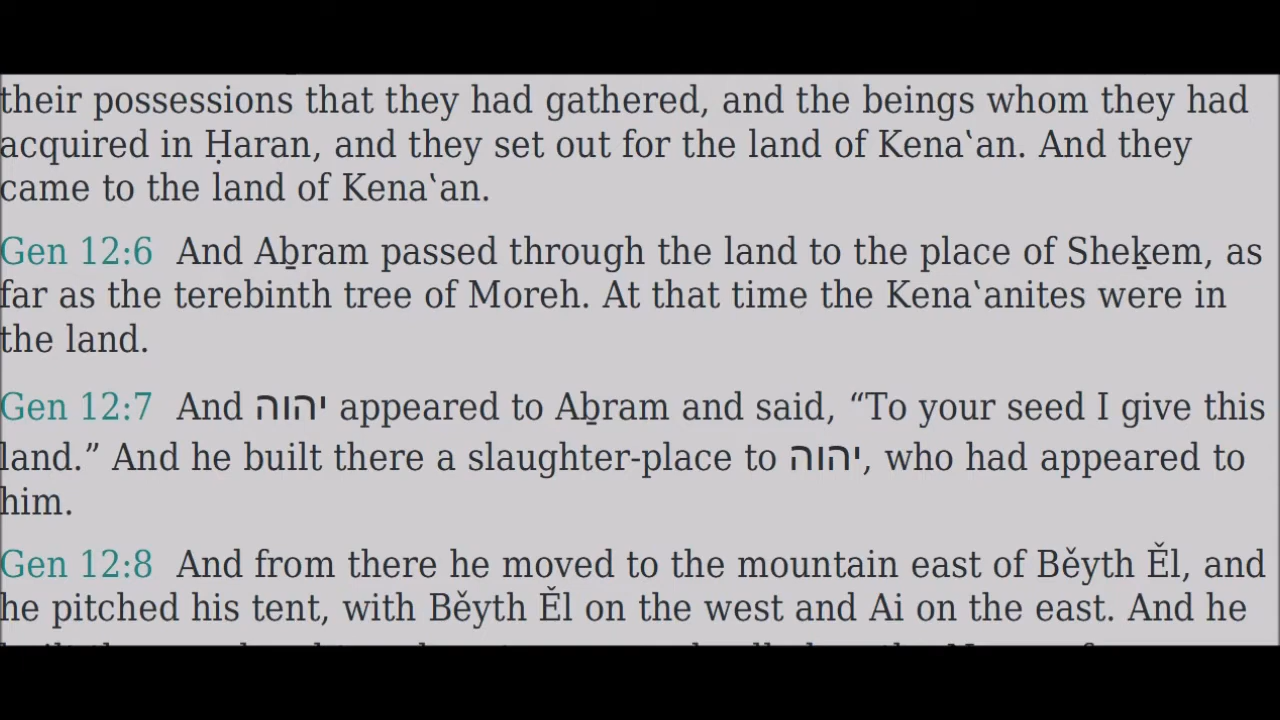 their possessions that they had gathered, and the beings whom they had
acquired in Ḥaran, and they set out for the land of Kenaʽan. And they
came to the land of Kenaʽan.
Gen 12:6 And Aḇram passed through the land to the place of Sheḵem, as
far as the terebinth tree of Moreh. At that time the Kenaʽanites were in
the land.
Gen 12:7 And יהוה appeared to Aḇram and said, “To your seed I give this
land.” And he built there a slaughter-place to יהוה, who had appeared to
him.
Gen 12:8 And from there he moved to the mountain east of Běyth Ěl, and
he pitched his tent, with Běyth Ěl on the west and Ai on the east. And he